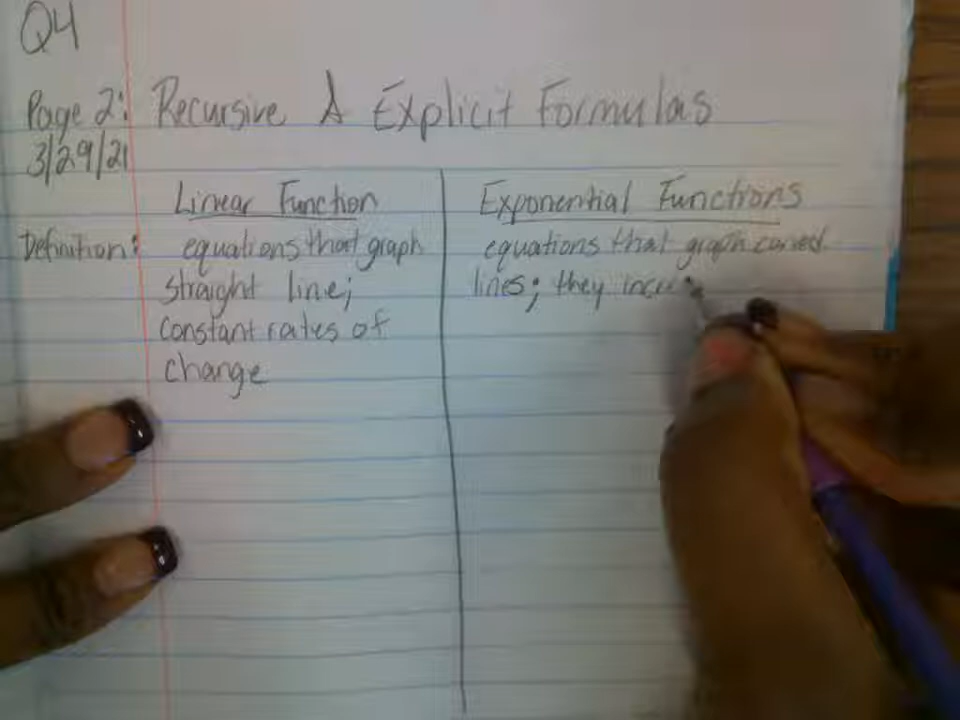 Q4
Page 2: Recursive & Explicit Formulas
3/29/21
Linear Function
Exponential Functions
Definition: equations that graph
straight line;
constant rates of
change
equations that graph curved
lines; they incre